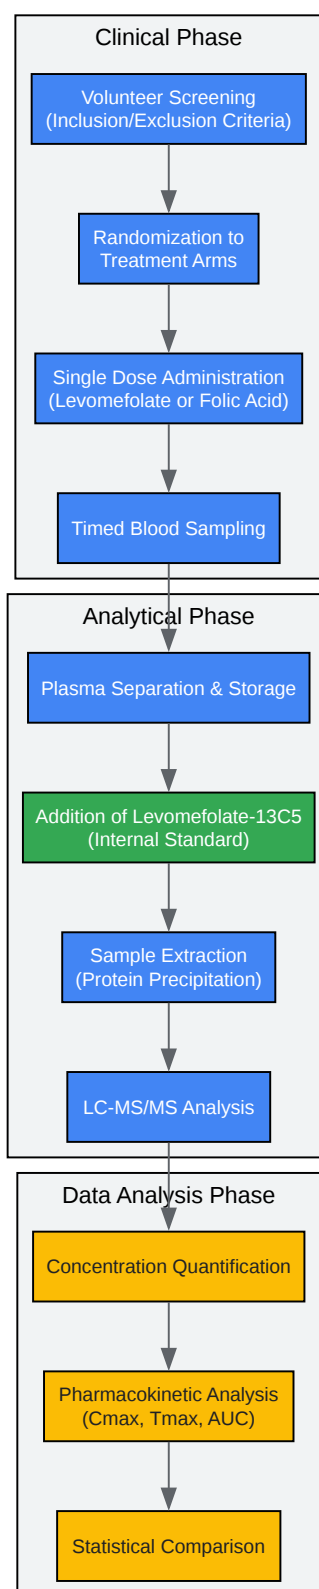 Clinical Phase
Volunteer Screening
(Inclusion/Exclusion Criteria)
Randomization to
Treatment Arms
Single Dose Administration
(Levomefolate or Folic Acid)
Timed Blood Sampling
Analytical Phase
Plasma Separation & Storage
Addition of Levomefolate-13C5
(Internal Standard)
Sample Extraction
(Protein Precipitation)
LC-MS/MS Analysis
Data Analysis Phase
Concentration Quantification
Pharmacokinetic Analysis
(Cmax, Tmax, AUC)
Statistical Comparison